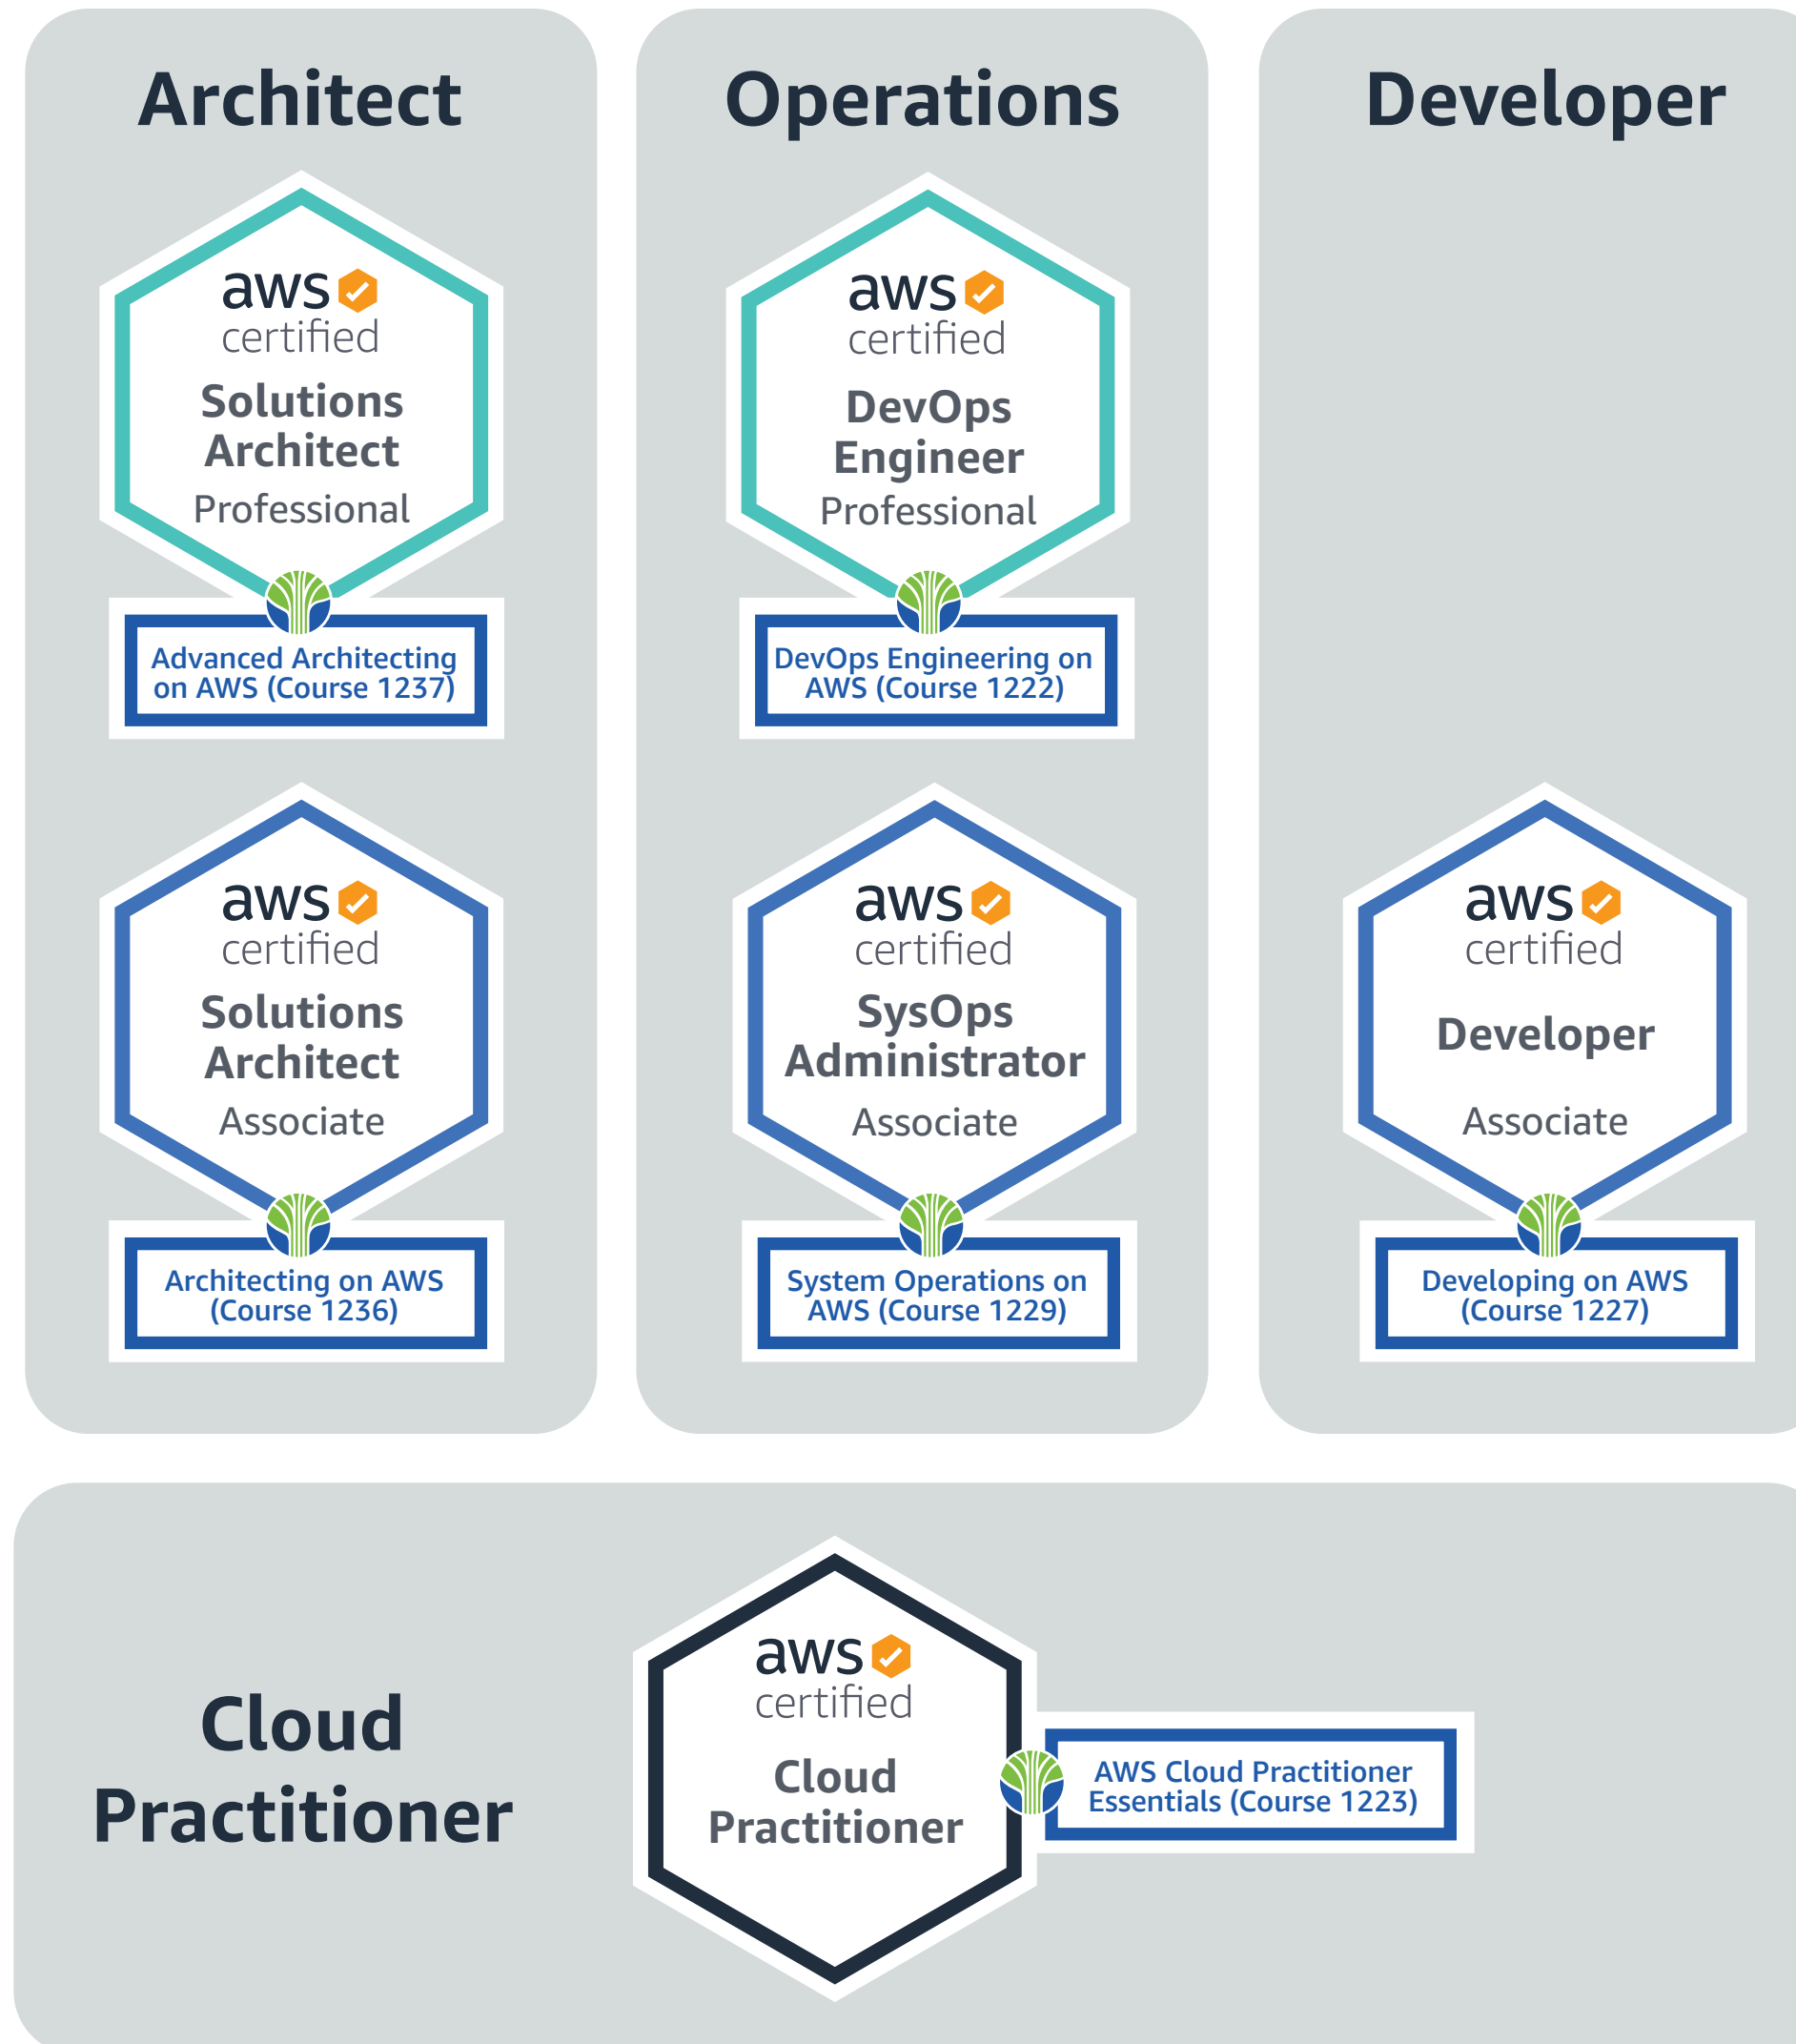 Architect
aws
certified
Solutions
Architect
Professional
Advanced Architecting
on AWS (Course 1237)
aws
certified
Solutions
Architect
Associate
Architecting on AWS
(Course 1236)
Operations
aws
certified
DevOps
Engineer
Professional
DevOps Engineering on
AWS (Course 1222)
aws
certified
SysOps
Administrator
Associate
System Operations on
AWS (Course 1229)
Developer
aws
certified
Developer
Associate
Developing on AWS
(Course 1227)
Cloud
Practitioner
aws
certified
Cloud
Practitioner
AWS Cloud Practitioner
Essentials (Course 1223)